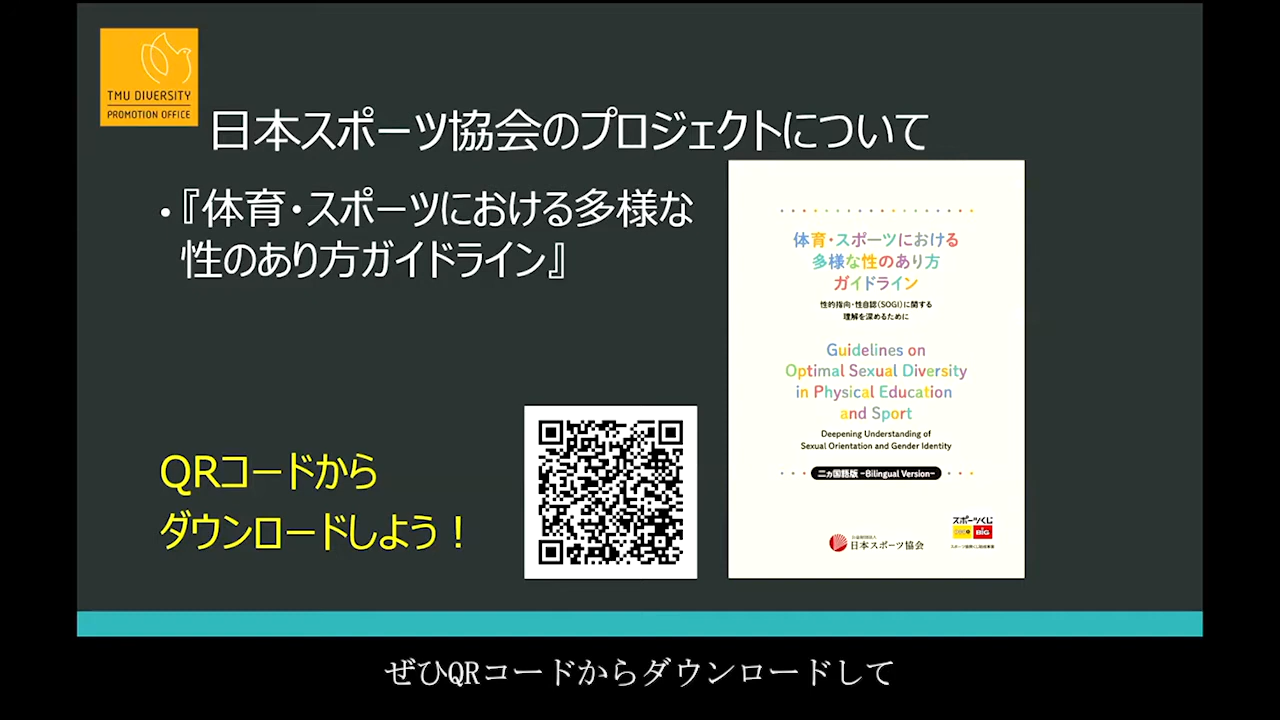 TMU DIVERSITY
PROMOTION OFFICE
日本スポーツ協会のプロジェクトについて
・『体育・スポーツにおける多様な
性のあり方ガイドライン』
QRコードから
ダウンロードしよう！
体育・スポーツにおける
多様な性のあり方
ガイドライン
性的指向・性自認（SOGI）に関する
理解を深めるために
Guidelines on
Optimal Sexual Diversity
in Physical Education
and Sport
Deepening Understanding of
Sexual Orientation and Gender Identity
二ヵ国語版 -Bilingual Version-
公益財団法人
日本スポーツ協会
スポーツくじ
BIG
ぜひQRコードからダウンロードして